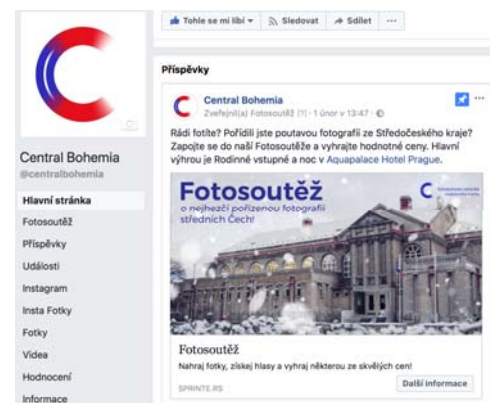 Tohle se mi líbí
Sledovat
Sdílet
Central Bohemia
@centralbohemia
Hlavní stránka
Fotosoutěž
Příspěvky
Události
Instagram
Insta Fotky
Fotky
Videa
Hodnocení
Informace
Příspěvky
Central Bohemia
Zveřejnil(a) Fotosoutěž [?] · 1 únor v 13:47 ·
Rádi fotíte? Pořídili jste poutavou fotografii ze Středočeského kraje?
Zapojte se do naší Fotosoutěže a vyhrajte hodnotné ceny. Hlavní
výhrou je Rodinné vstupné a noc v Aquapalace Hotel Prague.
Fotosoutěž
o nejhezčí pořízenou fotografii
středních Čech!
Fotosoutěž
Nahraj fotky, získej hlasy a vyhraj některou ze skvělých cen!
SPRINTE.RS
Další informace